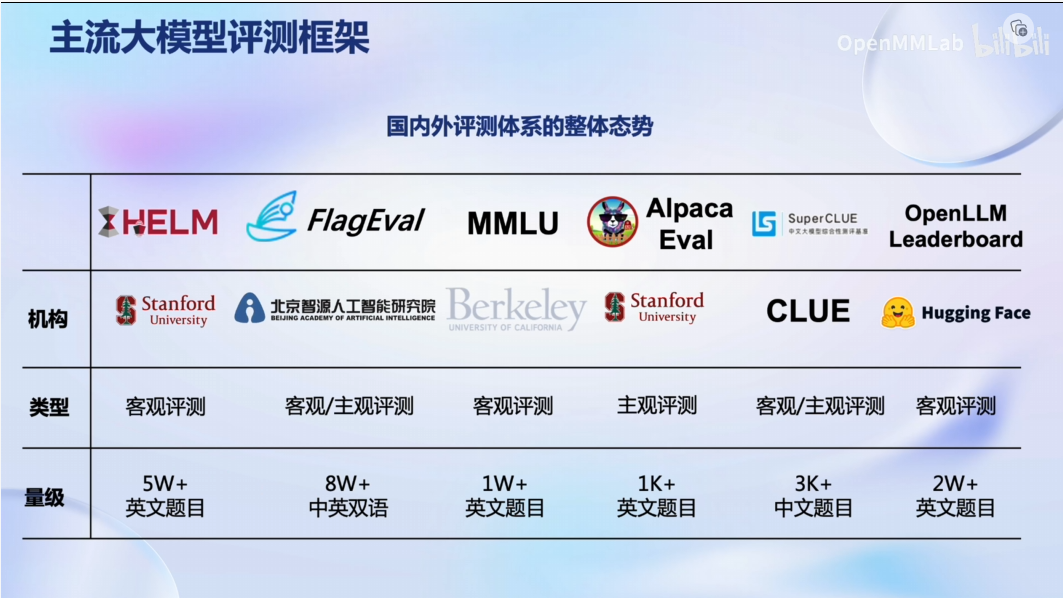 主流大模型评测框架
OpenMMLab bilibili
国内外评测体系的整体态势
HELM FlagEval MMLU Alpaca Eval SuperCLUE 中文大模型综合性测评基准 OpenLLM Leaderboard
机构 Stanford University 北京智源人工智能研究院 BEIJING ACADEMY OF ARTIFICIAL INTELLIGENCE Berkeley UNIVERSITY OF CALIFORNIA Stanford University CLUE Hugging Face
类型 客观评测 客观/主观评测 客观评测 主观评测 客观/主观评测 客观评测
量级 5W+ 英文题目 8W+ 中英双语 1W+ 英文题目 1K+ 英文题目 3K+ 中文题目 2W+ 英文题目